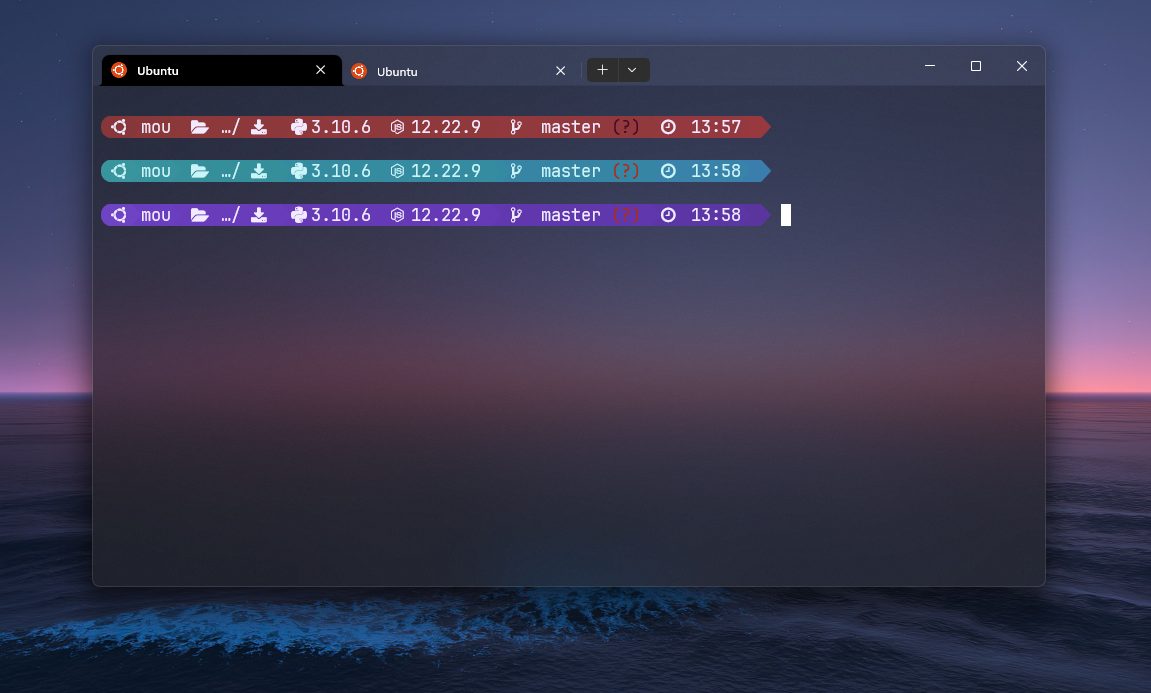 Ubuntu Ubuntu
mou …/ 3.10.6 12.22.9 master (?) 13:57
mou …/ 3.10.6 12.22.9 master (?) 13:58
mou …/ 3.10.6 12.22.9 master (?) 13:58